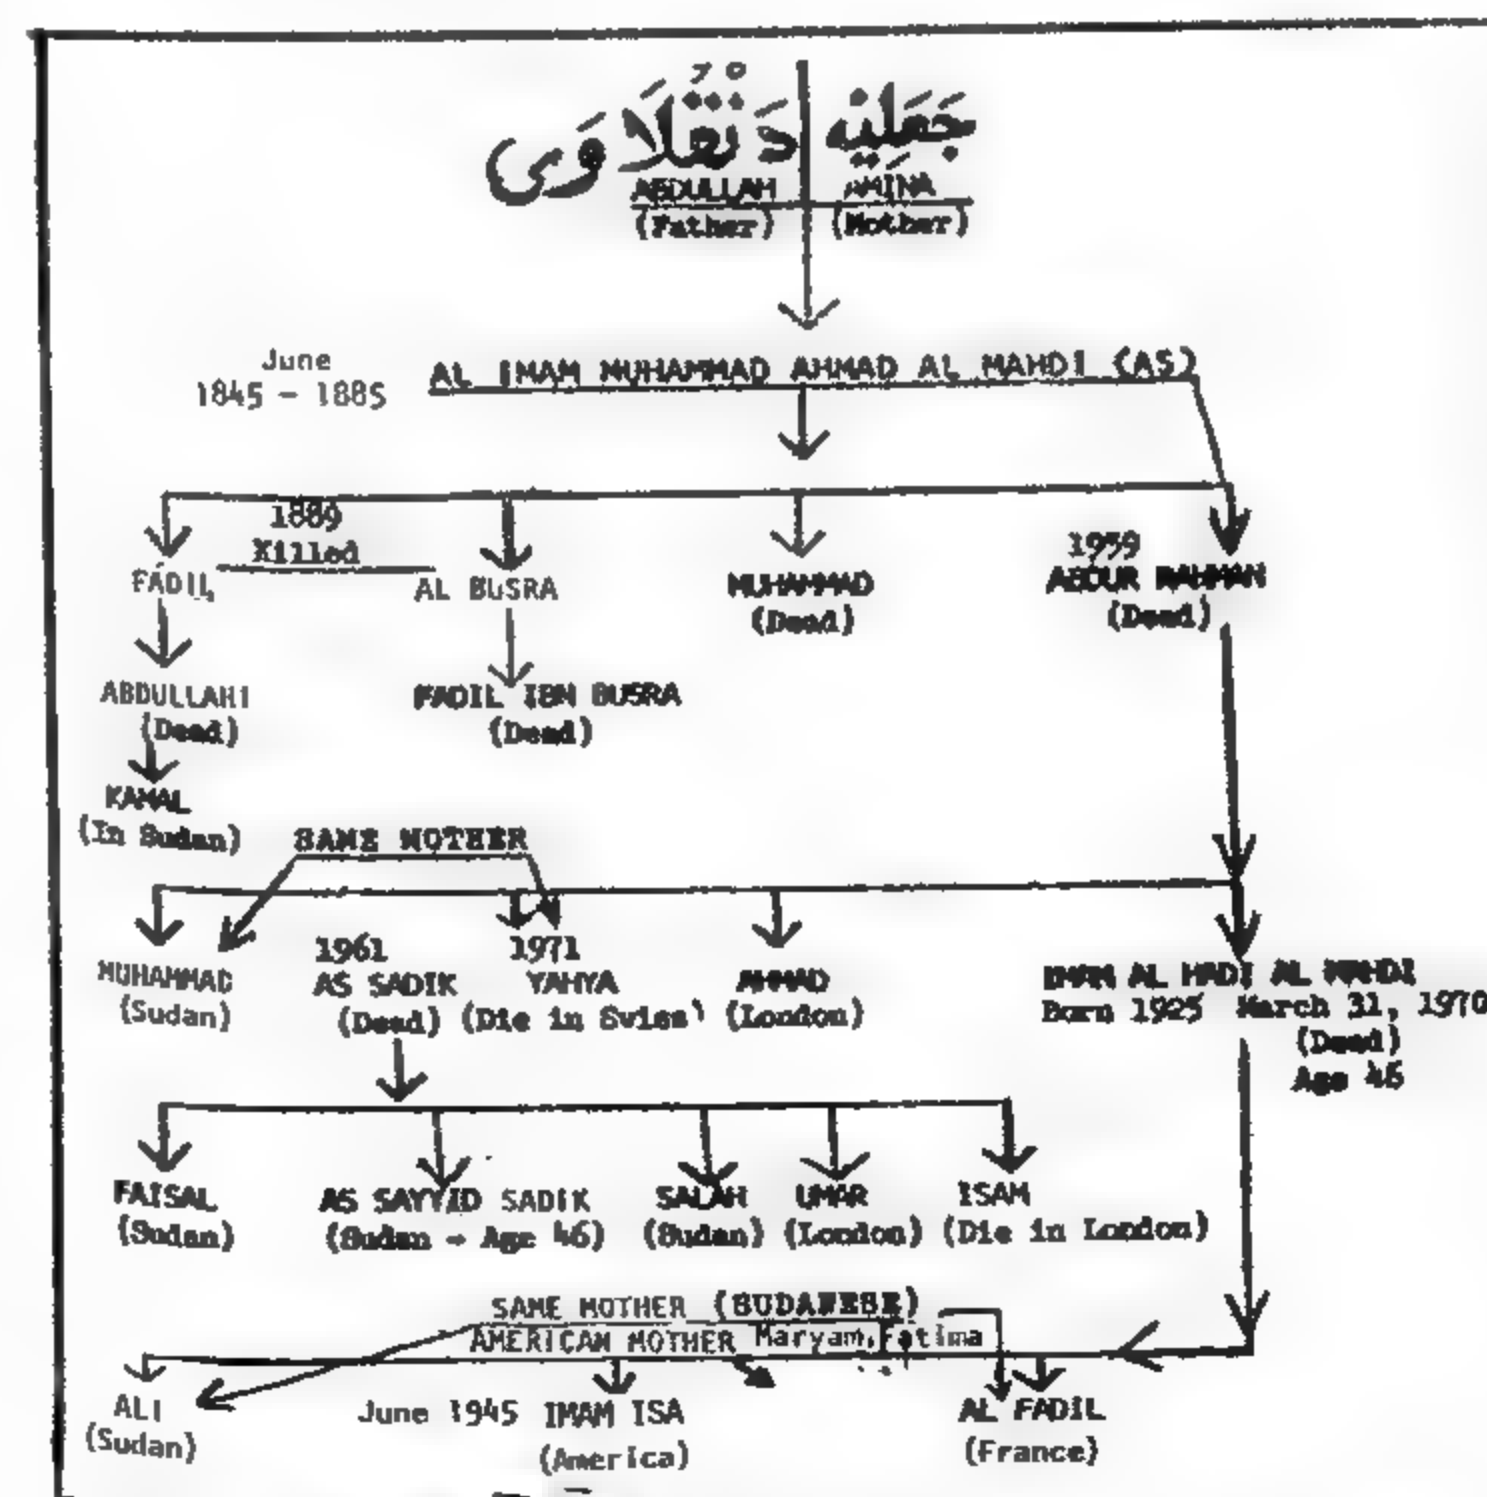 جَعَلِيْه دَنْقَلَاوَى
ABDULLAH AMINA
(Father) (Mother)
June
1845 - 1885
AL IMAM MUHAMMAD AHMAD AL MAHDI (AS)
1889
Killed
FADIL
AL BUSRA
MUHAMMAD
(Dead)
1959
ABDUR RAHMAN
(Dead)
ABDULLAHI
(Dead)
FADIL IBN BUSRA
(Dead)
KAMAL
(In Sudan)
SAME MOTHER
MUHAMMAD
(Sudan)
1961
AS SADIK
(Dead)
1971
YAHYA
(Die in Swiss)
AHMAD
(London)
IMAM AL HADI AL MAHDI
Born 1925 March 31, 1970
(Dead)
Age 46
FAISAL
(Sudan)
AS SAYYID SADIK
(Sudan - Age 46)
SALAH
(Sudan)
UMAR
(London)
ISAM
(Die in London)
SAME MOTHER (SUDANESE)
AMERICAN MOTHER Maryam, Fatima
ALI
(Sudan)
June 1945 IMAM ISA
(America)
AL FADIL
(France)